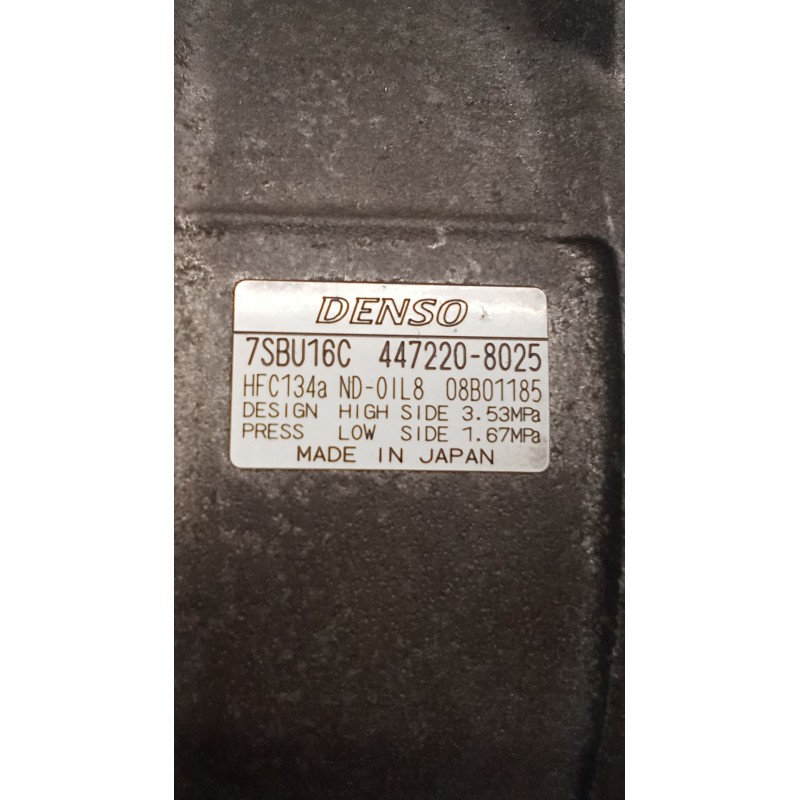 DENSO
7SBU16C 447220-8025
HFC134a ND-OIL8 08B01185
DESIGN HIGH SIDE 3.53MPa
PRESS LOW SIDE 1.67MPa
MADE IN JAPAN